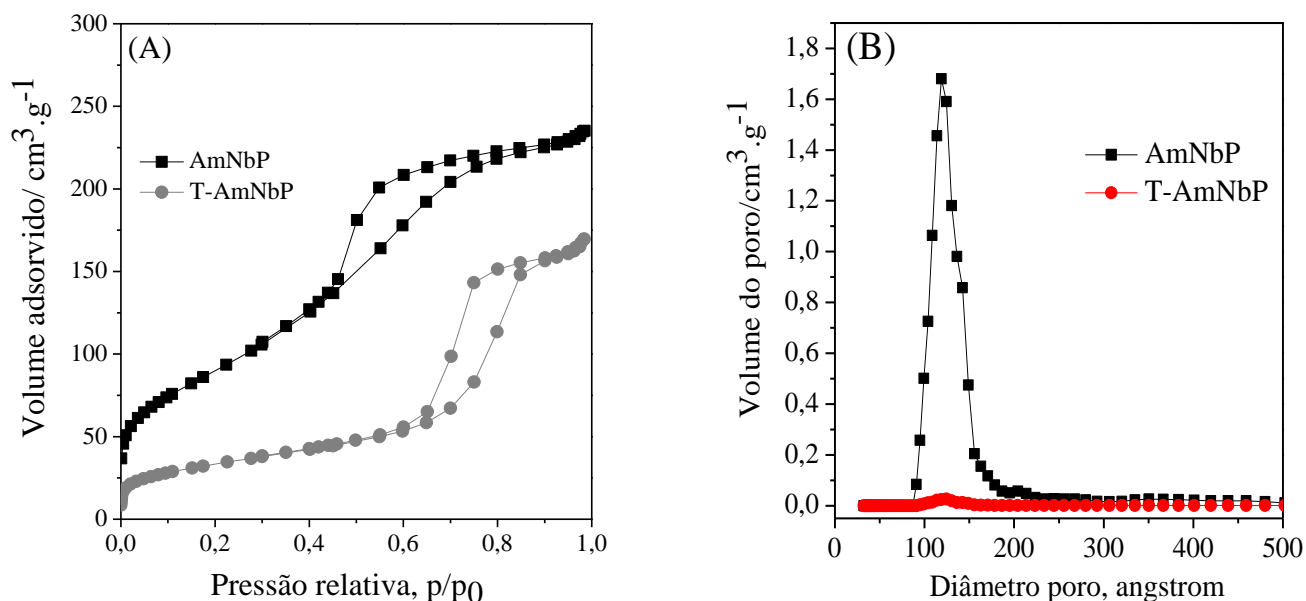 (A)
300
250
200
150
100
50
0
Volume adsorvido/ cm³.g⁻¹
AmNbP
T-AmNbP
0,0 0,2 0,4 0,6 0,8 1,0
Pressão relativa, p/p₀
(B)
1,8
1,6
1,4
1,2
1,0
0,8
0,6
0,4
0,2
0,0
Volume do poro/cm³.g⁻¹
AmNbP
T-AmNbP
0 100 200 300 400 500
Diâmetro poro, angstrom